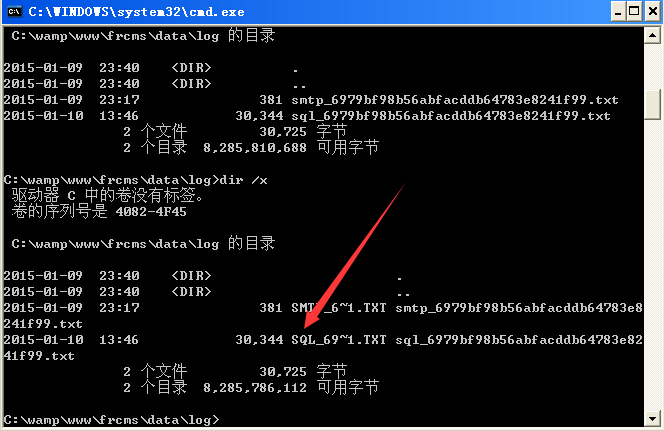 C:\WINDOWS\system32\cmd.exe
C:\wamp\www\frcms\data\log 的目录
2015-01-09 23:40 <DIR> .
2015-01-09 23:40 <DIR> ..
2015-01-09 23:17 381 smtp_6979bf98b56abfacddb64783e8241f99.txt
2015-01-10 13:46 30,344 sql_6979bf98b56abfacddb64783e8241f99.txt
2 个文件 30,725 字节
2 个目录 8,285,810,688 可用字节
C:\wamp\www\frcms\data\log>dir /x
驱动器 C 中的卷没有标签。
卷的序列号是 4082-4F45
C:\wamp\www\frcms\data\log 的目录
2015-01-09 23:40 <DIR> .
2015-01-09 23:40 <DIR> ..
2015-01-09 23:17 381 SMTP_6~1.TXT smtp_6979bf98b56abfacddb64783e8
241f99.txt
2015-01-10 13:46 30,344 SQL_69~1.TXT sql_6979bf98b56abfacddb64783e82
41f99.txt
2 个文件 30,725 字节
2 个目录 8,285,786,112 可用字节
C:\wamp\www\frcms\data\log>